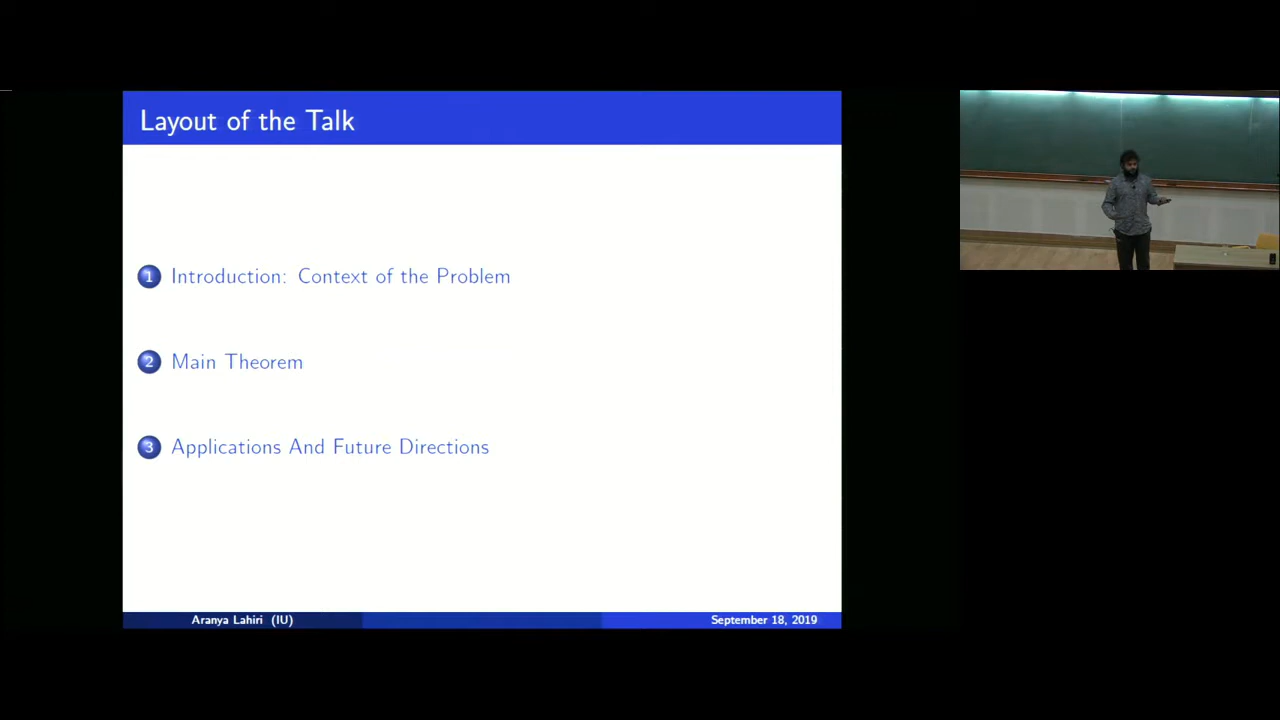 Layout of the Talk
1 Introduction: Context of the Problem
2 Main Theorem
3 Applications And Future Directions
Aranya Lahiri (IU) September 18, 2019